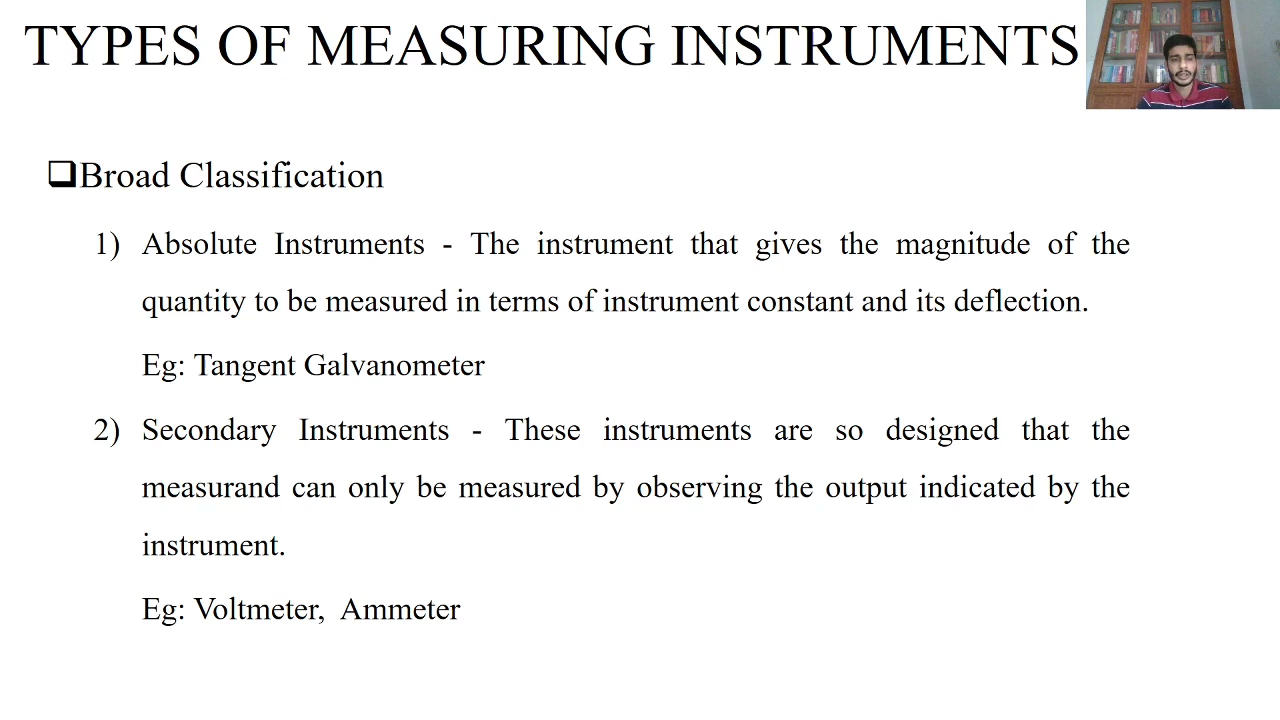 TYPES OF MEASURING INSTRUMENTS
❑Broad Classification
1) Absolute Instruments - The instrument that gives the magnitude of the
quantity to be measured in terms of instrument constant and its deflection.
Eg: Tangent Galvanometer
2) Secondary Instruments - These instruments are so designed that the
measurand can only be measured by observing the output indicated by the
instrument.
Eg: Voltmeter,  Ammeter